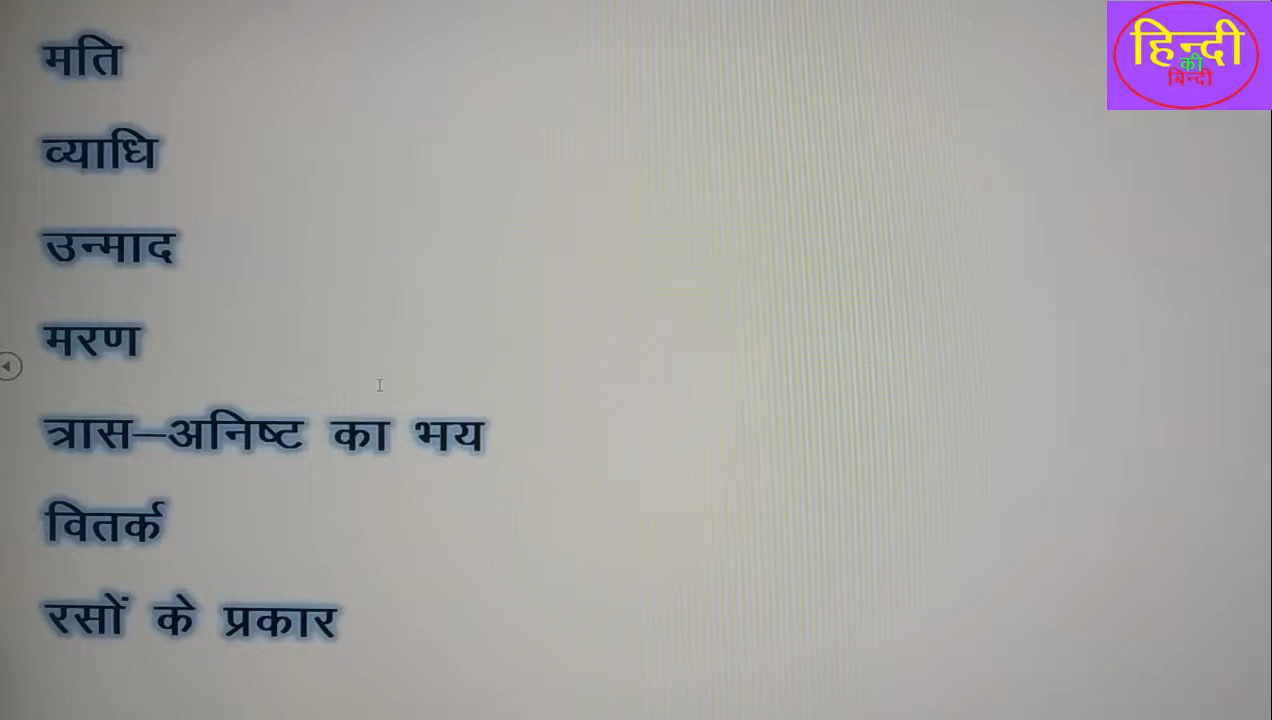 हिन्दी
की
बिन्दी
मति
व्याधि
उन्माद
मरण
त्रास–अनिष्ट का भय
वितर्क
रसों के प्रकार